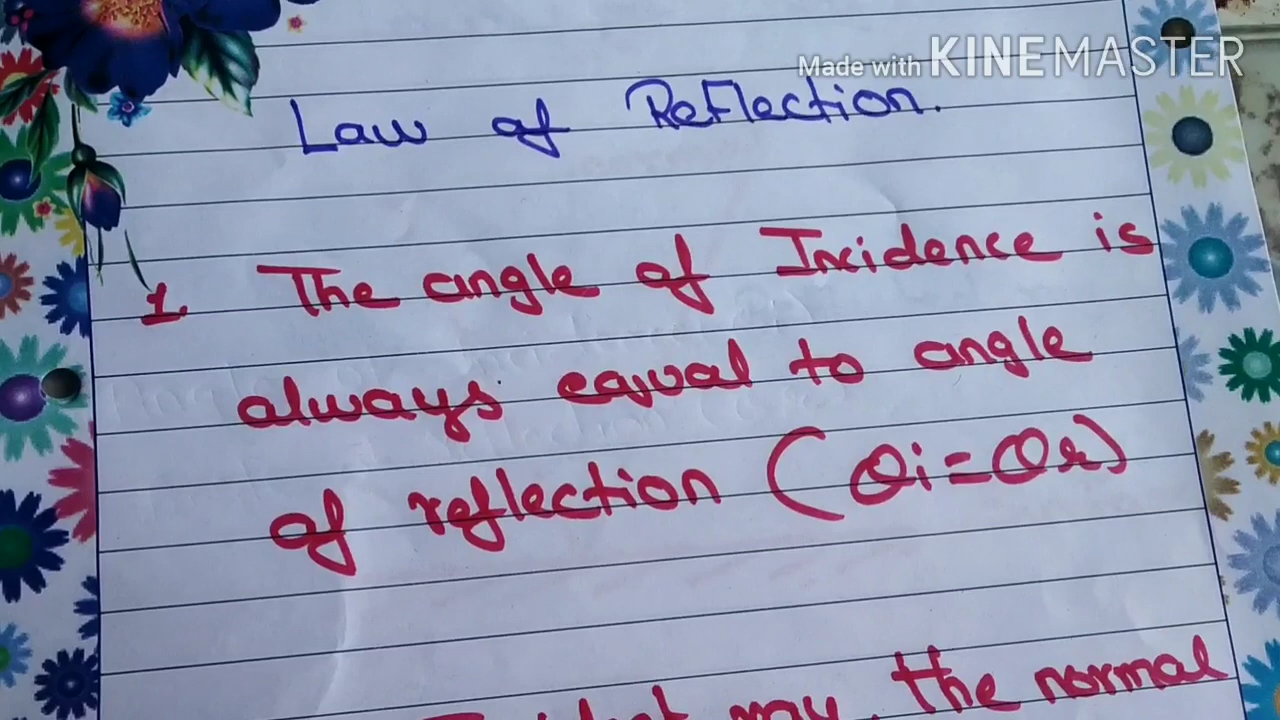 Made with KINEMASTER
Law of Reflection.
1. The angle of Incidence is
always equal to angle
of reflection (θi=θr)
the normal